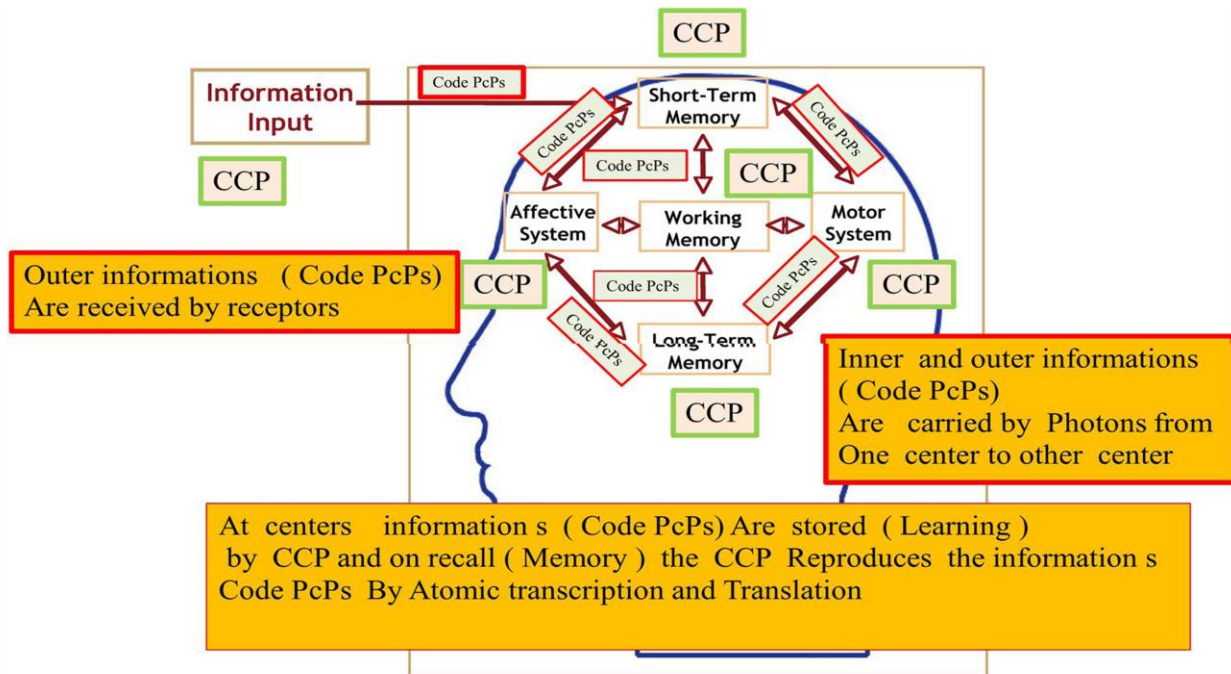 CCP
Code PcPs
Information
Input
Short-Term
Memory
Code PcPs
Code PcPs
Code PcPs
CCP
CCP
Affective
System
Working
Memory
Motor
System
Outer informations ( Code PcPs)
Are received by receptors
CCP
Code PcPs
Code PcPs
CCP
Code PcPs
Long-Term
Memory
CCP
Inner and outer informations
( Code PcPs)
Are carried by Photons from
One center to other center
At centers information s ( Code PcPs) Are stored ( Learning )
by CCP and on recall ( Memory ) the CCP Reproduces the information s
Code PcPs By Atomic transcription and Translation